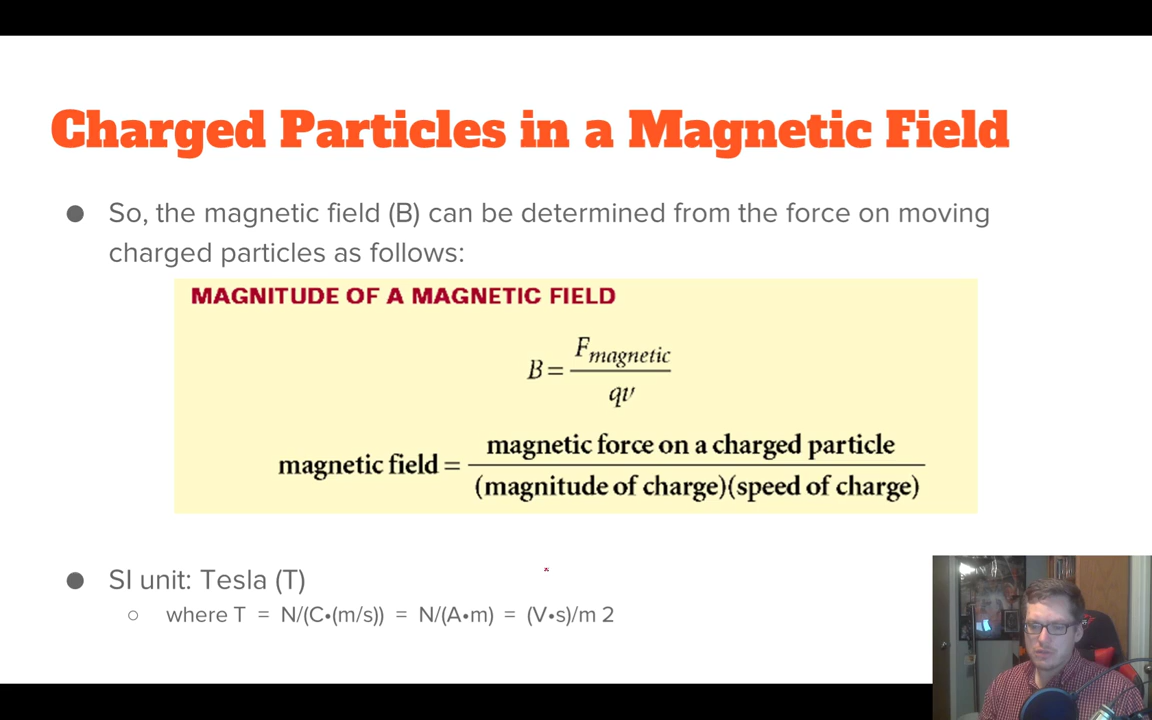 Charged Particles in a Magnetic Field
● So, the magnetic field (B) can be determined from the force on moving
charged particles as follows:
MAGNITUDE OF A MAGNETIC FIELD
B = F_magnetic / qv
magnetic field = magnetic force on a charged particle / (magnitude of charge)(speed of charge)
● SI unit: Tesla (T)
○ where T = N/(C•(m/s)) = N/(A•m) = (V•s)/m 2